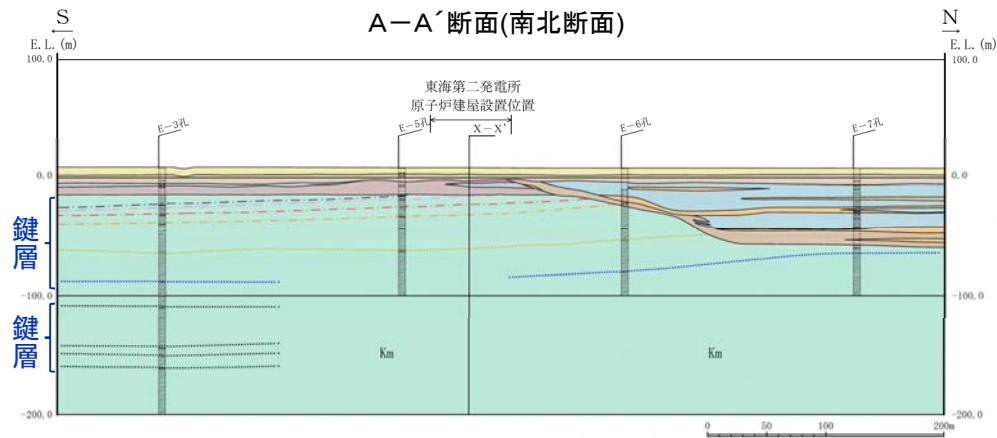 A-A´断面(南北断面)
S
N
E.L.(m)
E.L.(m)
100.0
100.0
東海第二発電所
原子炉建屋設置位置
X-X'
E-3孔
E-5孔
E-6孔
E-7孔
0.0
0.0
鍵層
-100.0
-100.0
鍵層
Km
Km
-200.0
-200.0
0 50 100 200m